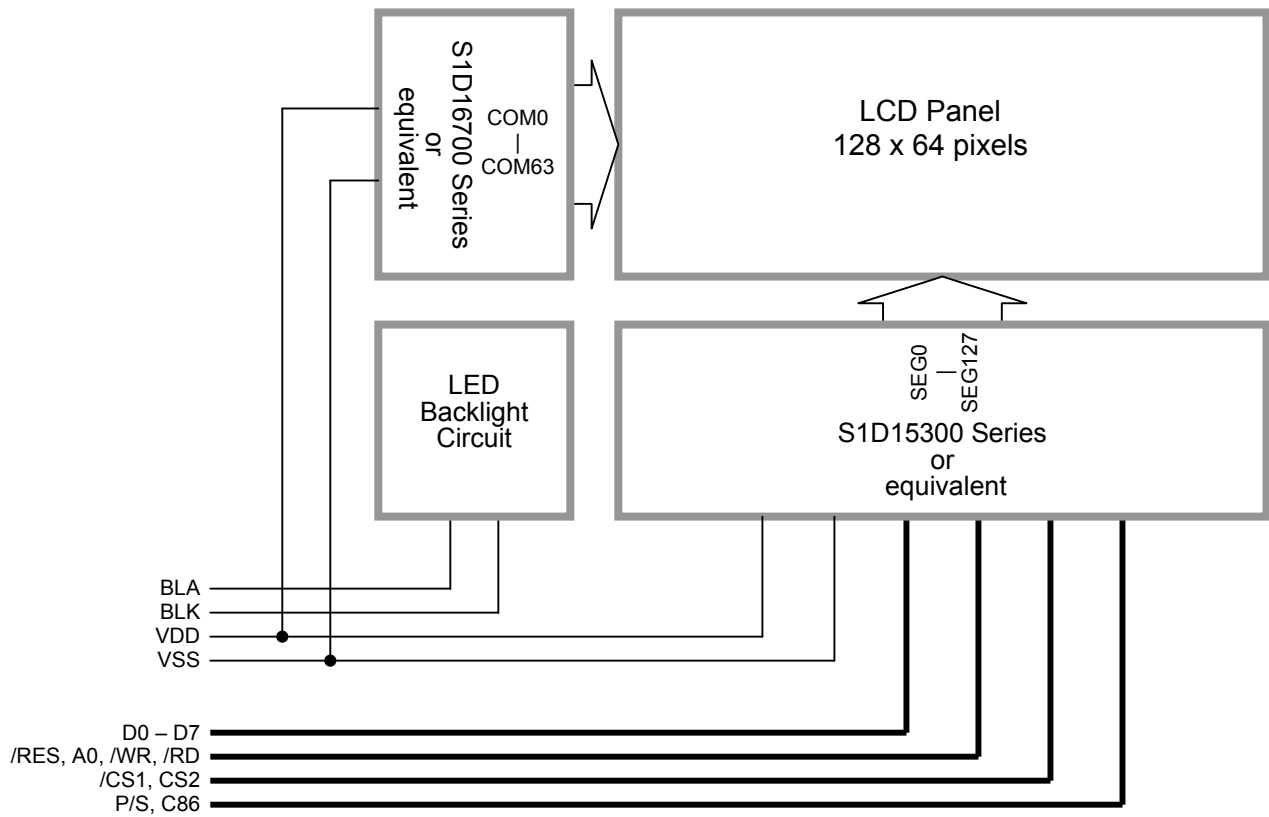 S1D16700 Series
or
equivalent
COM0
|
COM63
LCD Panel
128 x 64 pixels
LED
Backlight
Circuit
SEG0
|
SEG127
S1D15300 Series
or
equivalent
BLA
BLK
VDD
VSS
D0 – D7
/RES, A0, /WR, /RD
/CS1, CS2
P/S, C86